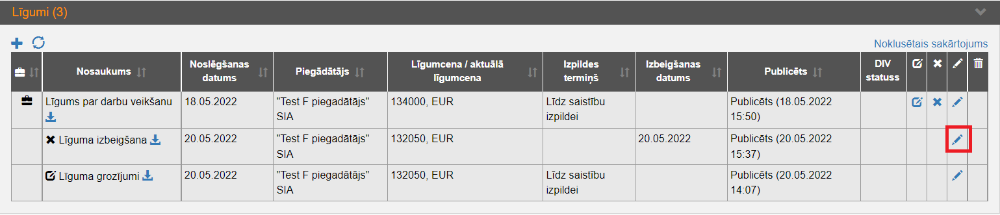 Līgumi (3)
Noklusētais sakārtojums
Nosaukums
Noslēgšanas
datums
Piegādātājs
Līgumcena / aktuālā
līgumcena
Izpildes
termiņš
Izbeigšanas
datums
Publicēts
DIV
statuss
Līgums par darbu veikšanu
18.05.2022
"Test F piegadātājs"
SIA
134000, EUR
Līdz saistību
izpildei
Publicēts (18.05.2022
15:50)
Līguma izbeigšana
20.05.2022
"Test F piegadātājs"
SIA
132050, EUR
20.05.2022
Publicēts (20.05.2022
15:37)
Līguma grozījumi
20.05.2022
"Test F piegadātājs"
SIA
132050, EUR
Līdz saistību
izpildei
Publicēts (20.05.2022
14:07)